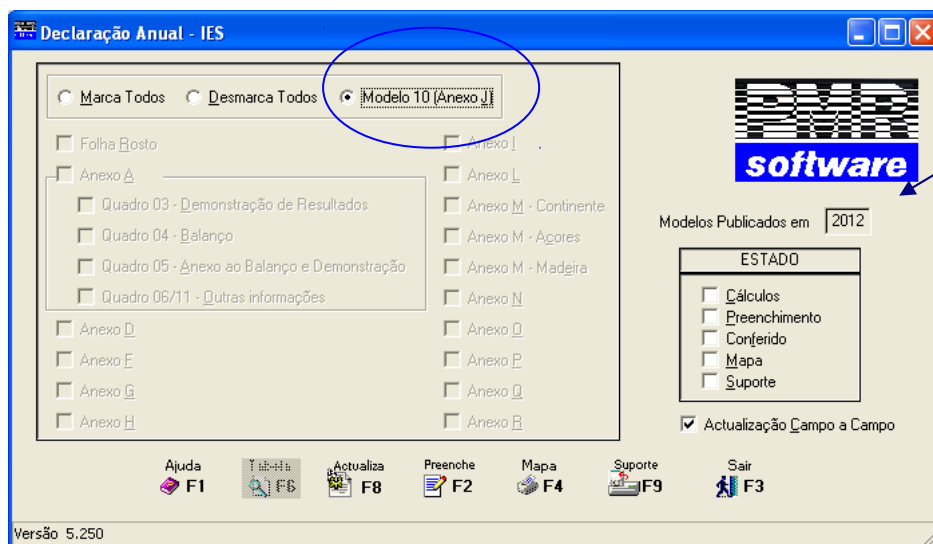 Declaração Anual - IES
Marca Todos Desmarca Todos Modelo 10 (Anexo J)
Folha Rosto
Anexo A
Quadro 03 - Demonstração de Resultados
Quadro 04 - Balanço
Quadro 05 - Anexo ao Balanço e Demonstração
Quadro 06/11 - Outras informações
Anexo D
Anexo F
Anexo G
Anexo H
Anexo I
Anexo L
Anexo M - Continente
Anexo M - Açores
Anexo M - Madeira
Anexo N
Anexo O
Anexo P
Anexo Q
Anexo R
PMR
software
Modelos Publicados em 2012
ESTADO
Cálculos
Preenchimento
Conferido
Mapa
Suporte
Actualização Campo a Campo
Ajuda F1
Tabela F6
Actualiza F8
Preenche F2
Mapa F4
Suporte F9
Sair F3
Versão 5.250